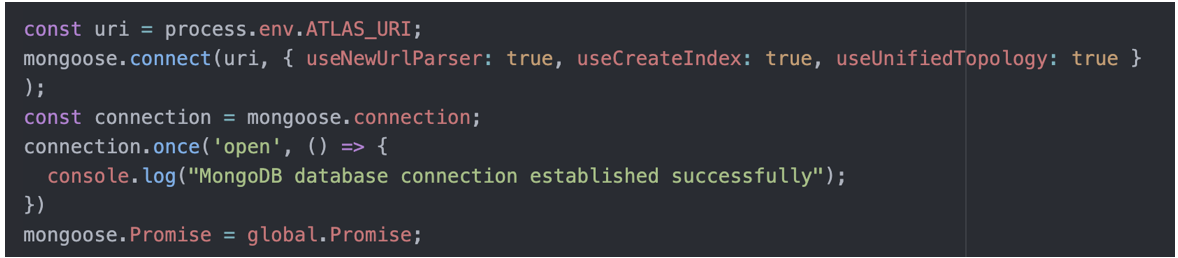 const uri = process.env.ATLAS_URI;
mongoose.connect(uri, { useNewUrlParser: true, useCreateIndex: true, useUnifiedTopology: true }
);
const connection = mongoose.connection;
connection.once('open', () => {
  console.log("MongoDB database connection established successfully");
})
mongoose.Promise = global.Promise;